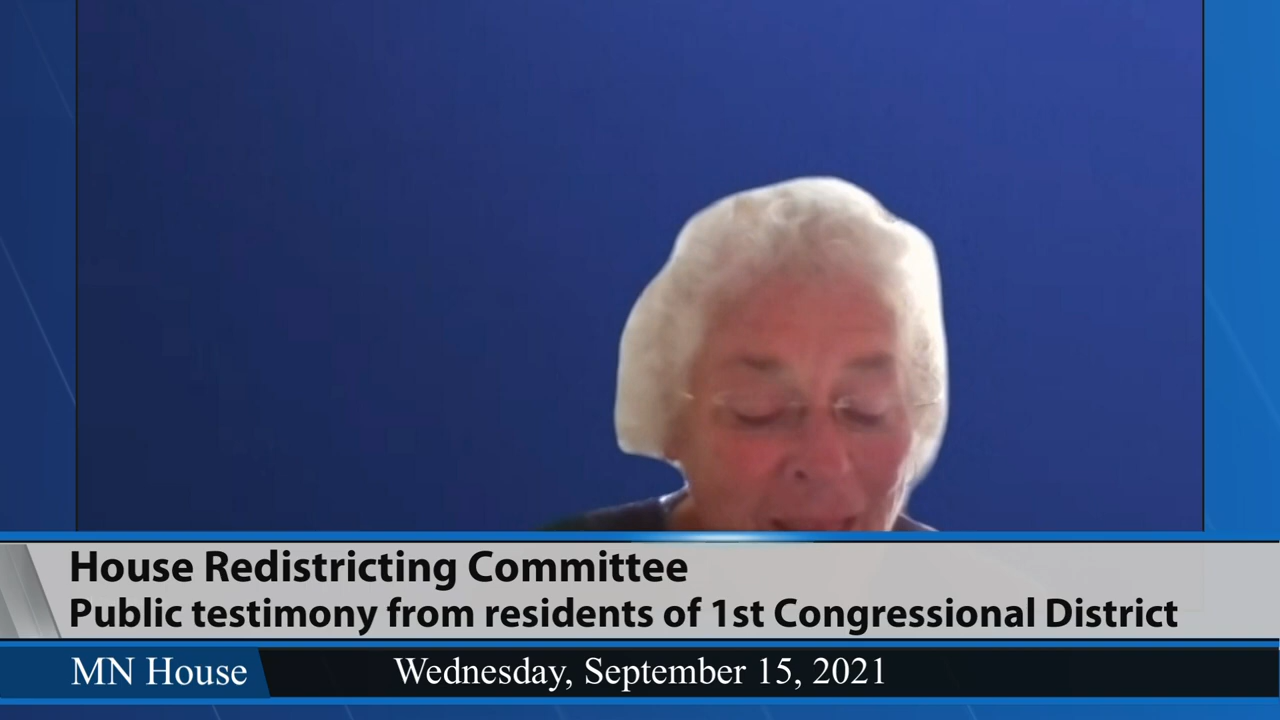 House Redistricting Committee
Public testimony from residents of 1st Congressional District
MN House
Wednesday, September 15, 2021